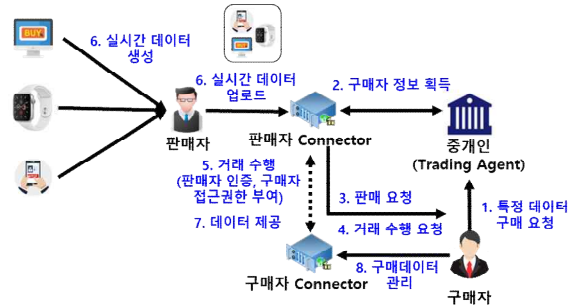 BUY
6. 실시간 데이터
생성
6. 실시간 데이터
업로드
2. 구매자 정보 획득
판매자
판매자 Connector
중개인
(Trading Agent)
5. 거래 수행
(판매자 인증, 구매자
접근권한 부여)
7. 데이터 제공
3. 판매 요청
4. 거래 수행 요청
1. 특정 데이터
구매 요청
구매자 Connector
8. 구매데이터
관리
구매자